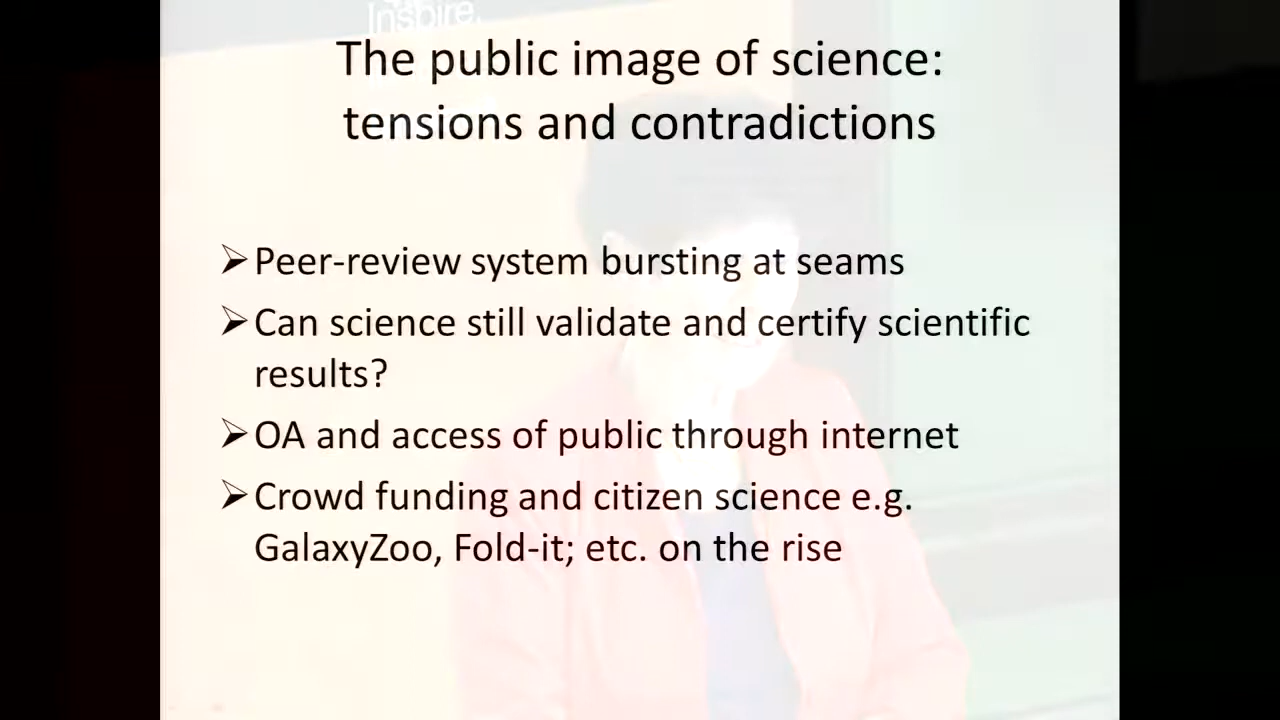 Inspire.
The public image of science:
tensions and contradictions
➢Peer-review system bursting at seams
➢Can science still validate and certify scientific
results?
➢OA and access of public through internet
➢Crowd funding and citizen science e.g.
GalaxyZoo, Fold-it; etc. on the rise